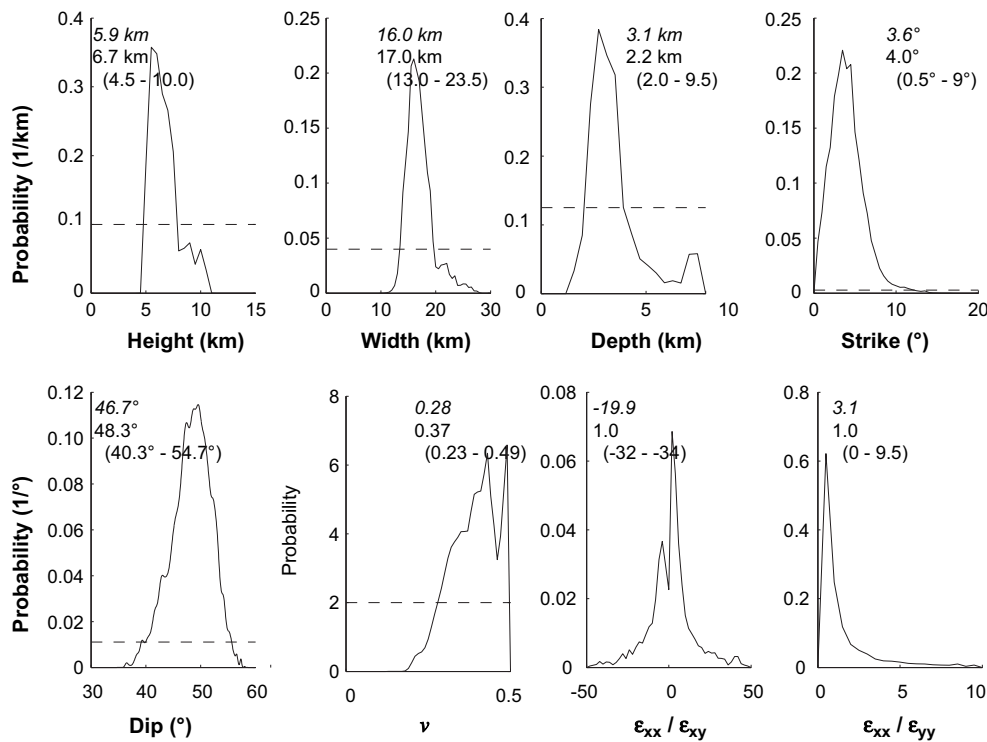 5.9 km
6.7 km
(4.5 - 10.0)
0.4
0.3
0.2
0.1
0
0 5 10 15
Height (km)
Probability (1/km)
16.0 km
17.0 km
(13.0 - 23.5)
0.25
0.20
0.15
0.10
0.05
0.00
0 10 20 30
Width (km)
3.1 km
2.2 km
(2.0 - 9.5)
0.4
0.3
0.2
0.1
0
0 5 10
Depth (km)
3.6°
4.0°
(0.5° - 9°)
0.25
0.2
0.15
0.1
0.05
0
0 10 20
Strike (°)
46.7°
48.3°
(40.3° - 54.7°)
0.12
0.10
0.08
0.06
0.04
0.02
0
30 40 50 60
Dip (°)
Probability (1/°)
0.28
0.37
(0.23 - 0.49)
8
6
4
2
0
0 0.5
ν
Probability
-19.9
1.0
(-32 - -34)
0.08
0.06
0.04
0.02
0
-50 0 50
εxx / εxy
3.1
1.0
(0 - 9.5)
0.8
0.6
0.4
0.2
0
0 5 10
εxx / εyy